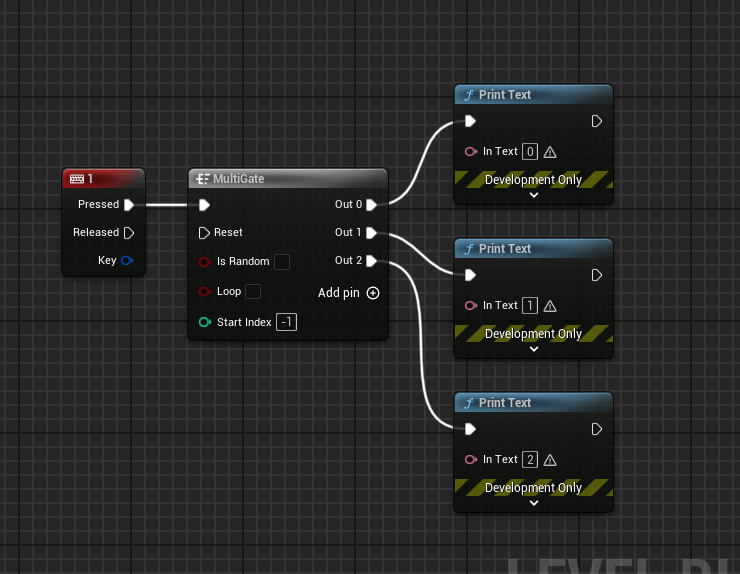 Print Text
In Text 0
Development Only
1
Pressed
Released
Key
MultiGate
Out 0
Reset
Out 1
Is Random
Out 2
Loop
Add pin
Start Index -1
Print Text
In Text 1
Development Only
Print Text
In Text 2
Development Only